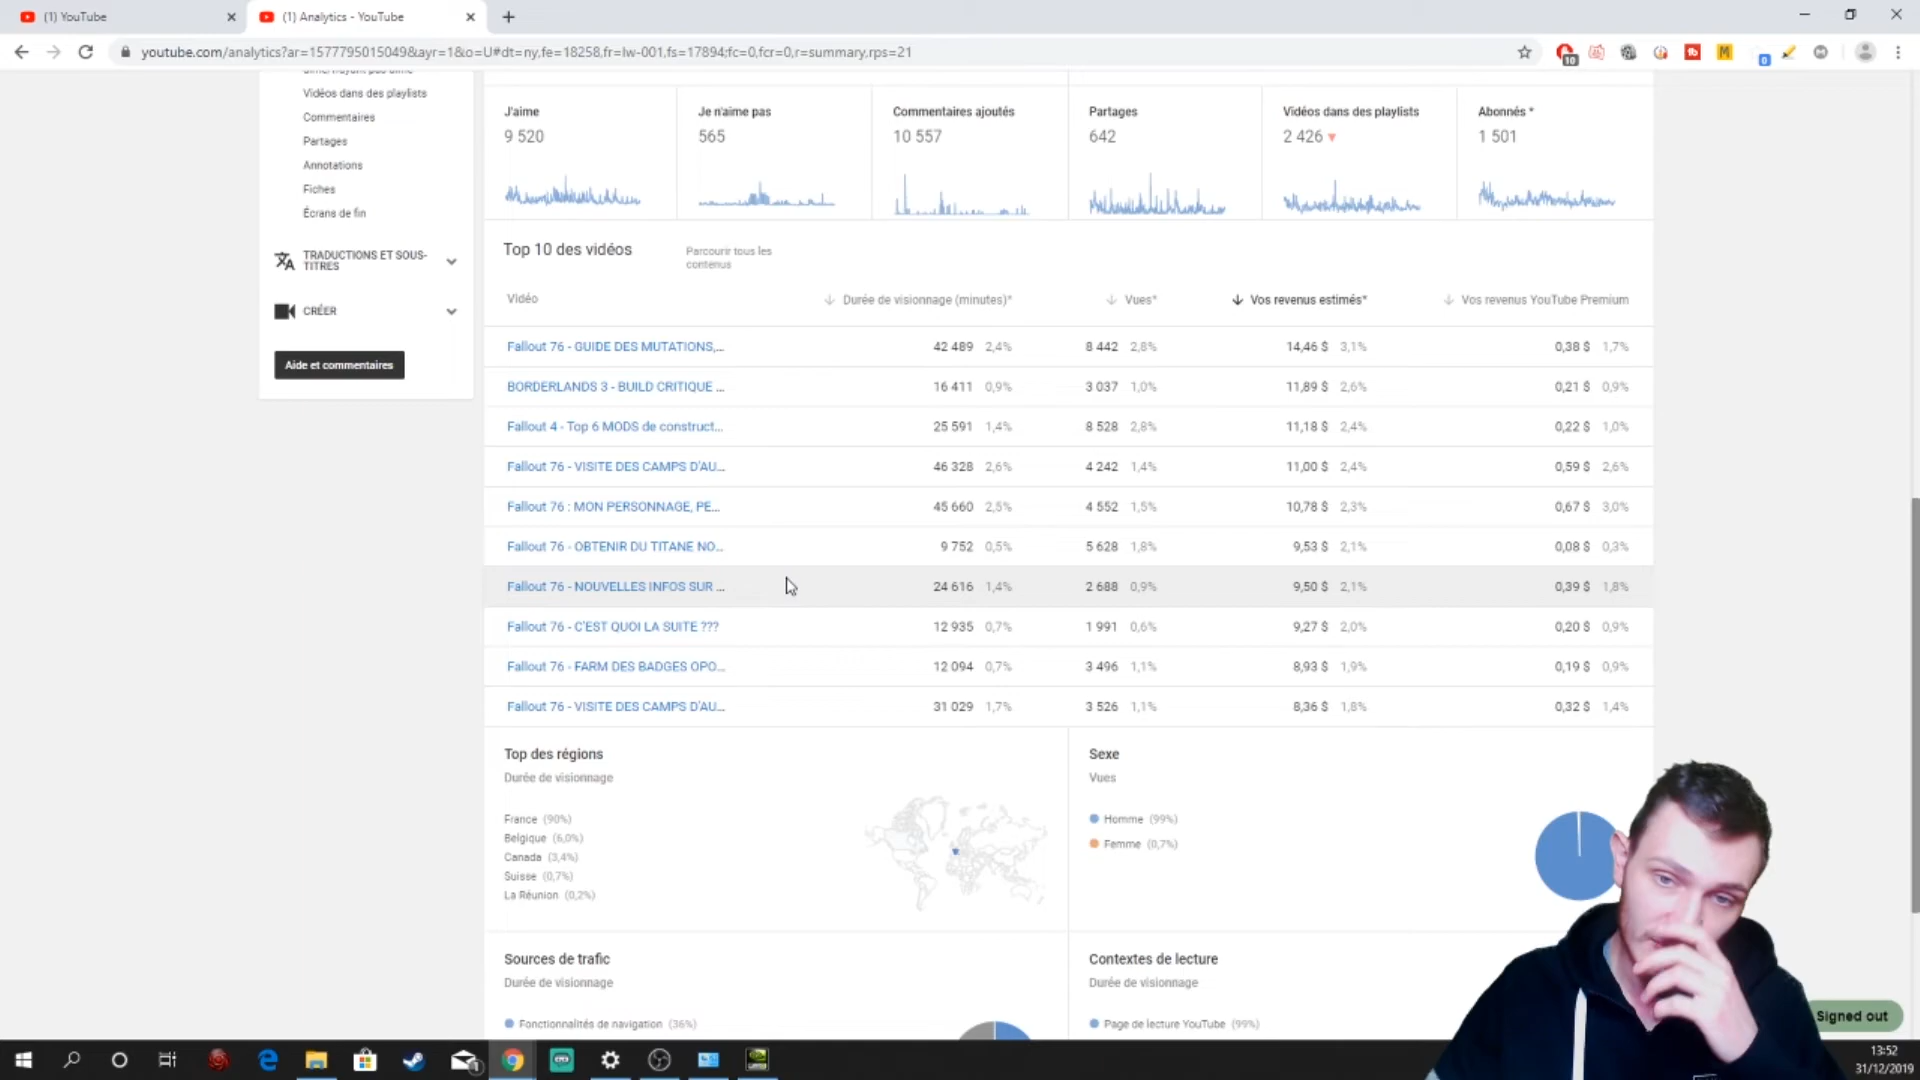 (1) YouTube
(1) Analytics - YouTube
youtube.com/analytics?ar=1577795015049&ayr=1&o=U#dt=ny,fe=18258,fr=lw-001,fs=17894;fc=0,fcr=0,r=summary,rps=21
10
M
0
Vidéos dans des playlists
Commentaires
Partages
Annotations
Fiches
Écrans de fin
TRADUCTIONS ET SOUS-
TITRES
CRÉER
Aide et commentaires
J'aime
9 520
Je n'aime pas
565
Commentaires ajoutés
10 557
Partages
642
Vidéos dans des playlists
2 426
Abonnés *
1 501
Top 10 des vidéos
Parcourir tous les
contenus
Vidéo Durée de visionnage (minutes)* Vues* Vos revenus estimés* Vos revenus YouTube Premium
Fallout 76 - GUIDE DES MUTATIONS,... 42 489 2,4% 8 442 2,8% 14,46 $ 3,1% 0,38 $ 1,7%
BORDERLANDS 3 - BUILD CRITIQUE ... 16 411 0,9% 3 037 1,0% 11,89 $ 2,6% 0,21 $ 0,9%
Fallout 4 - Top 6 MODS de construct... 25 591 1,4% 8 528 2,8% 11,18 $ 2,4% 0,22 $ 1,0%
Fallout 76 - VISITE DES CAMPS D'AU... 46 328 2,6% 4 242 1,4% 11,00 $ 2,4% 0,59 $ 2,6%
Fallout 76 : MON PERSONNAGE, PE... 45 660 2,5% 4 552 1,5% 10,78 $ 2,3% 0,67 $ 3,0%
Fallout 76 - OBTENIR DU TITANE NO... 9 752 0,5% 5 628 1,8% 9,53 $ 2,1% 0,08 $ 0,3%
Fallout 76 - NOUVELLES INFOS SUR ... 24 616 1,4% 2 688 0,9% 9,50 $ 2,1% 0,39 $ 1,8%
Fallout 76 - C'EST QUOI LA SUITE ??? 12 935 0,7% 1 991 0,6% 9,27 $ 2,0% 0,20 $ 0,9%
Fallout 76 - FARM DES BADGES OPO... 12 094 0,7% 3 496 1,1% 8,93 $ 1,9% 0,19 $ 0,9%
Fallout 76 - VISITE DES CAMPS D'AU... 31 029 1,7% 3 526 1,1% 8,36 $ 1,8% 0,32 $ 1,4%
Top des régions
Durée de visionnage
France (90%)
Belgique (6,0%)
Canada (3,4%)
Suisse (0,7%)
La Réunion (0,2%)
Sexe
Vues
Homme (99%)
Femme (0,7%)
Sources de trafic
Durée de visionnage
Fonctionnalités de navigation (36%)
Contextes de lecture
Durée de visionnage
Page de lecture YouTube (99%)
Signed out
13:52
31/12/2019